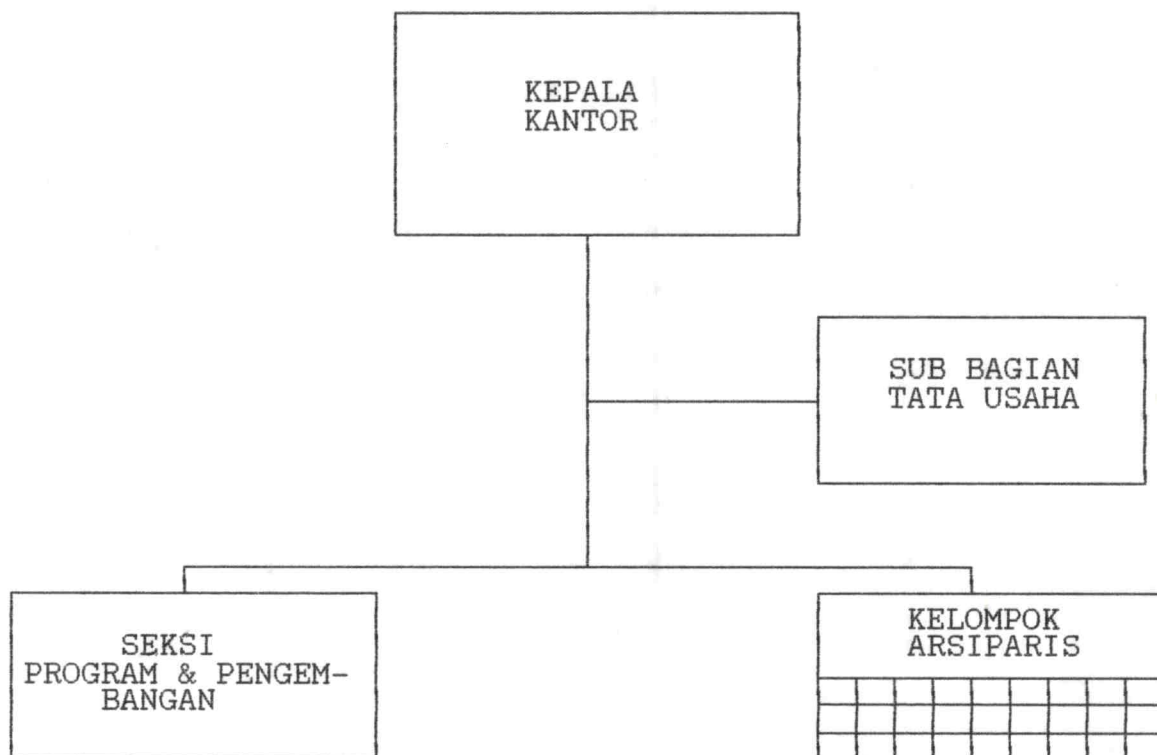 KEPALA
KANTOR
SUB BAGIAN
TATA USAHA
SEKSI
PROGRAM & PENGEM-
BANGAN
KELOMPOK
ARSIPARIS